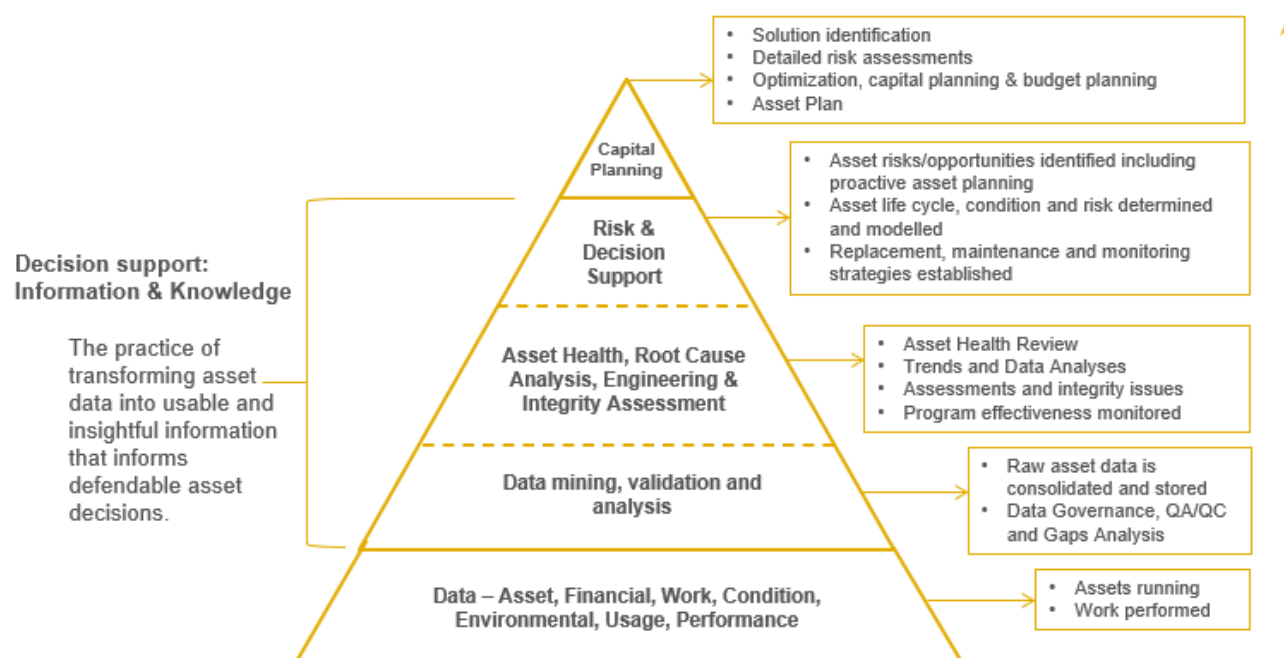 • Solution identification
• Detailed risk assessments
• Optimization, capital planning & budget planning
• Asset Plan
Capital
Planning
• Asset risks/opportunities identified including
proactive asset planning
• Asset life cycle, condition and risk determined
and modelled
• Replacement, maintenance and monitoring
strategies established
Risk &
Decision
Support
Decision support:
Information & Knowledge
The practice of
transforming asset
data into usable and
insightful information
that informs
defendable asset
decisions.
Asset Health, Root Cause
Analysis, Engineering &
Integrity Assessment
• Asset Health Review
• Trends and Data Analyses
• Assessments and integrity issues
• Program effectiveness monitored
Data mining, validation and
analysis
• Raw asset data is
consolidated and stored
• Data Governance, QA/QC
and Gaps Analysis
Data – Asset, Financial, Work, Condition,
Environmental, Usage, Performance
• Assets running
• Work performed